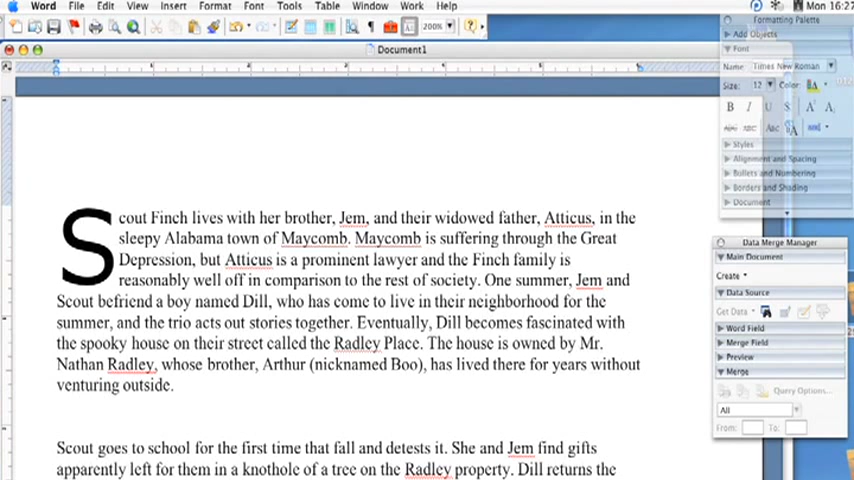 Word File Edit View Insert Format Font Tools Table Window Work Help Mon 16:27
200%
Document1
Formatting Palette
Add Objects
Font
Name: Times New Roman
Size: 12 Color:
B I U S A² A₂
ABC ABC Abc
Styles
Alignment and Spacing
Bullets and Numbering
Borders and Shading
Document
Scout Finch lives with her brother, Jem, and their widowed father, Atticus, in the
sleepy Alabama town of Maycomb. Maycomb is suffering through the Great
Depression, but Atticus is a prominent lawyer and the Finch family is
reasonably well off in comparison to the rest of society. One summer, Jem and
Scout befriend a boy named Dill, who has come to live in their neighborhood for the
summer, and the trio acts out stories together. Eventually, Dill becomes fascinated with
the spooky house on their street called the Radley Place. The house is owned by Mr.
Nathan Radley, whose brother, Arthur (nicknamed Boo), has lived there for years without
venturing outside.
Scout goes to school for the first time that fall and detests it. She and Jem find gifts
apparently left for them in a knothole of a tree on the Radley property. Dill returns the
Data Merge Manager
Main Document
Create
Data Source
Get Data
Word Field
Merge Field
Preview
Merge
Query Options...
All
From: To: